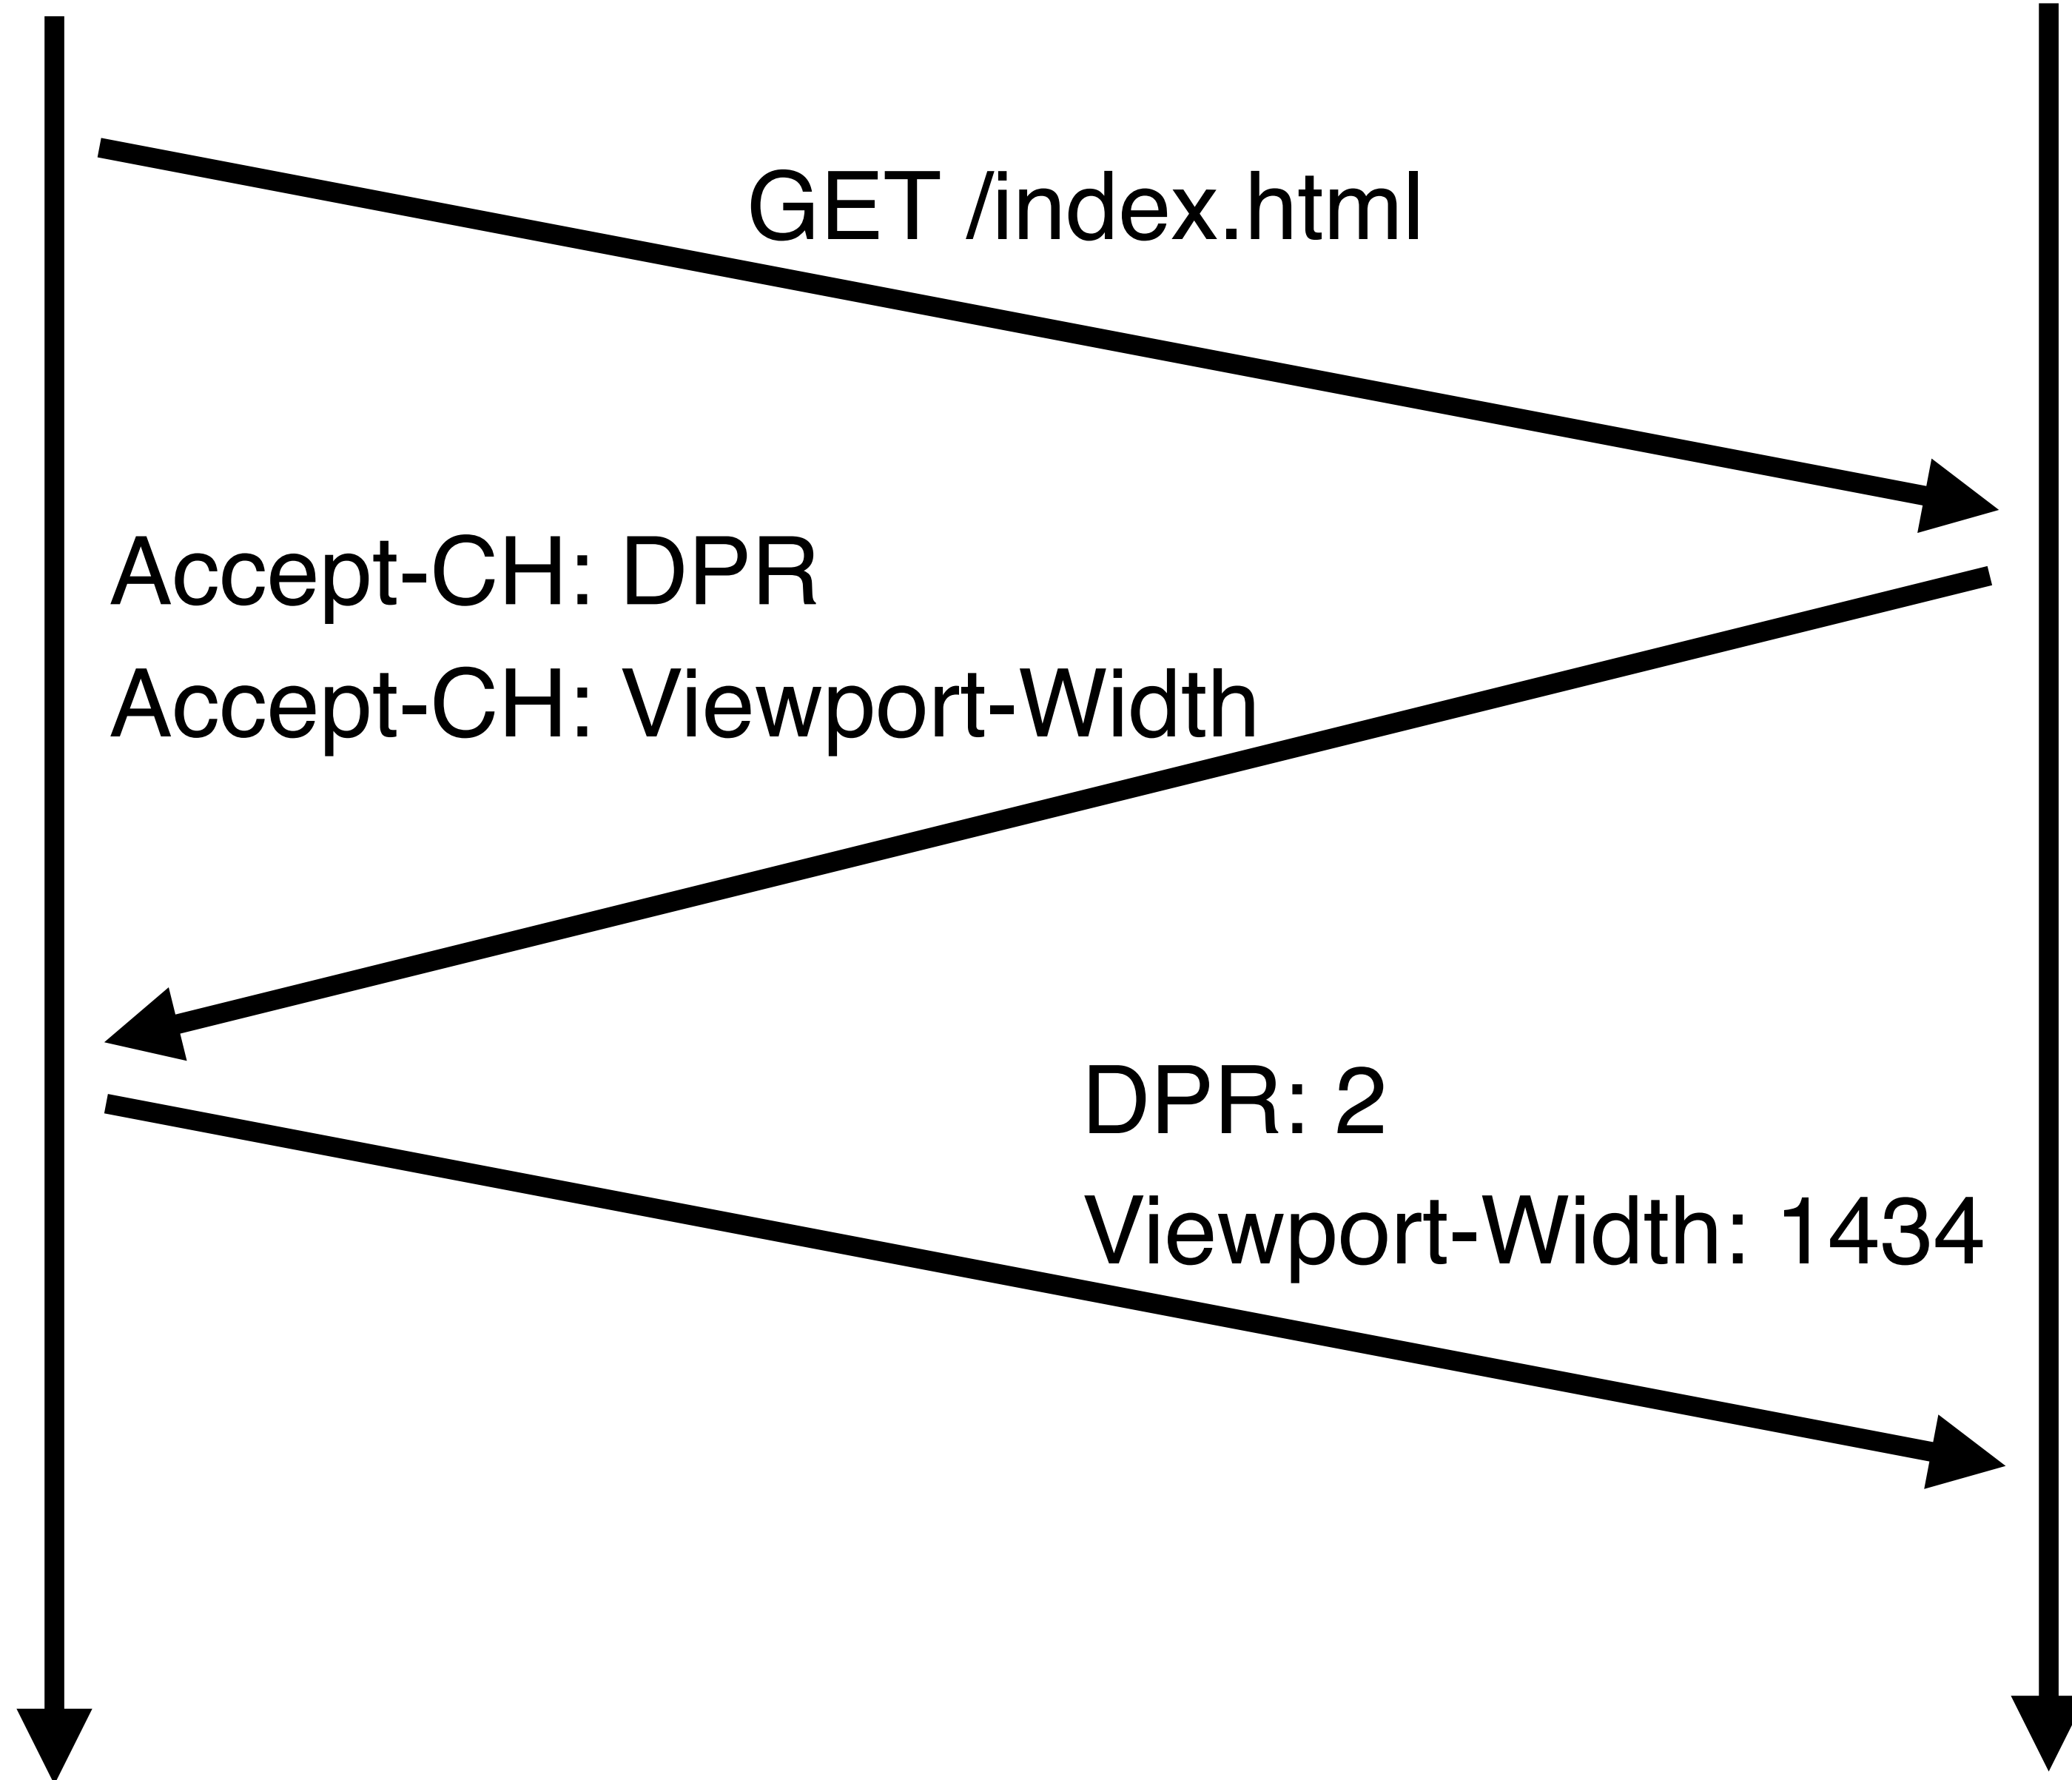 GET /index.html
Accept-CH: DPR
Accept-CH: Viewport-Width
DPR: 2
Viewport-Width: 1434